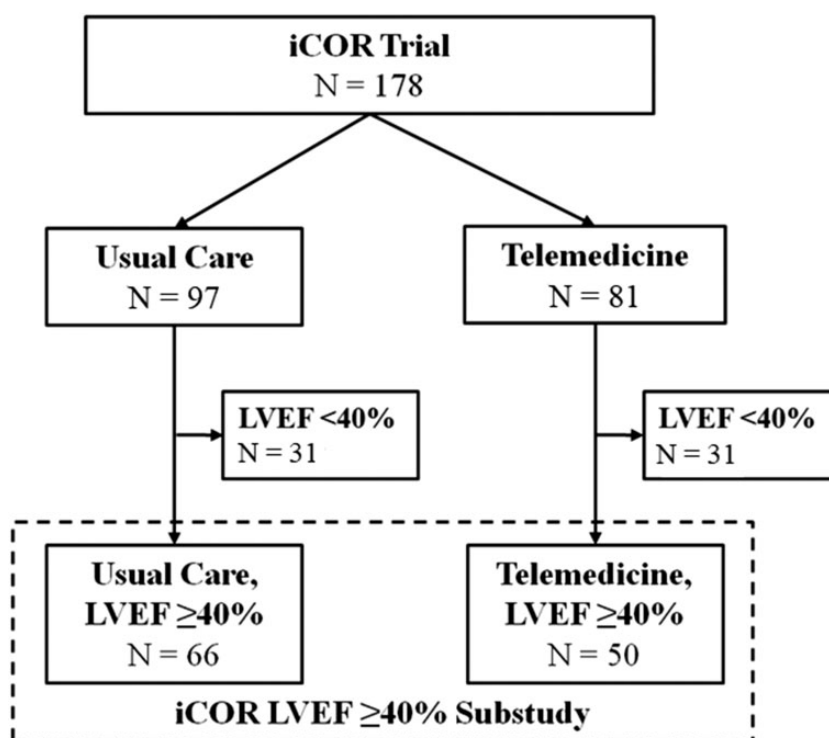 iCOR Trial
N = 178
Usual Care
N = 97
Telemedicine
N = 81
LVEF <40%
N = 31
LVEF <40%
N = 31
Usual Care,
LVEF ≥40%
N = 66
Telemedicine,
LVEF ≥40%
N = 50
iCOR LVEF ≥40% Substudy